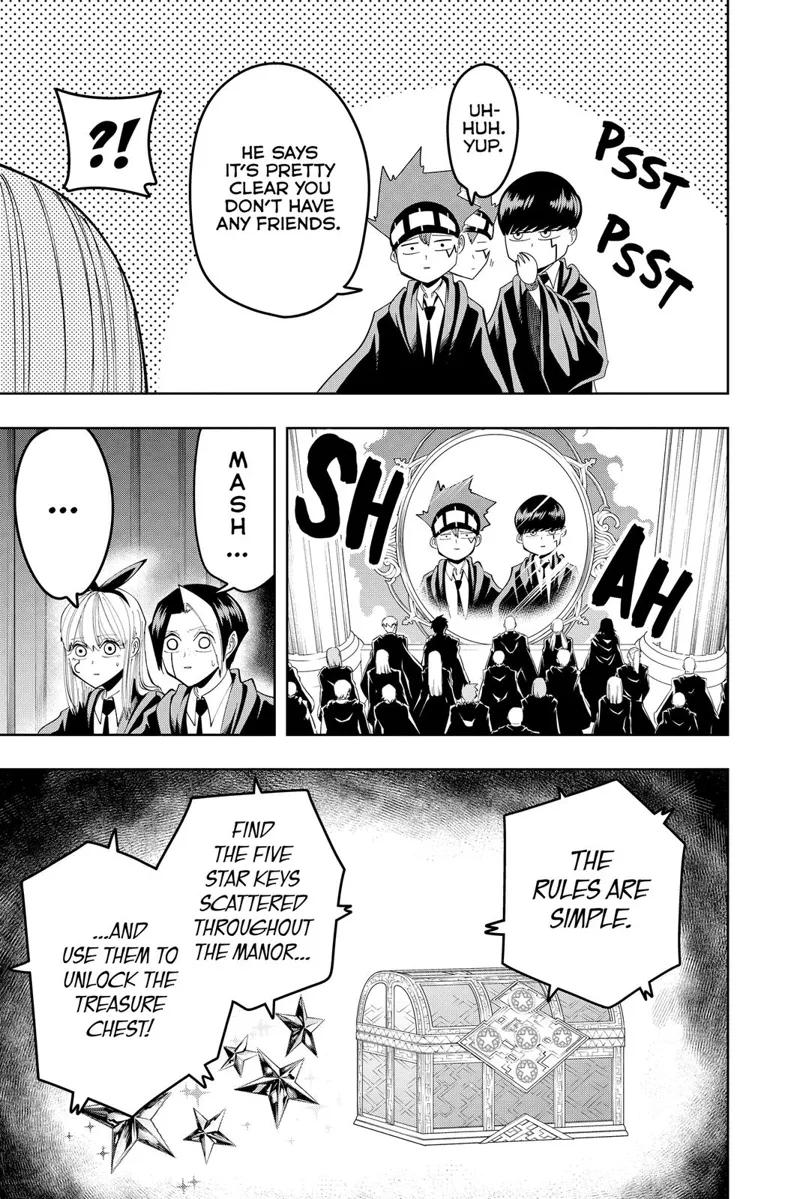 PSST
PSST
UH-
HUH.
YUP.
HE SAYS
IT'S PRETTY
CLEAR YOU
DON'T HAVE
ANY FRIENDS.
?!
SH
AH
MASH...
...
THE
RULES ARE
SIMPLE.
FIND
THE FIVE
STAR KEYS
SCATTERED
THROUGHOUT
THE MANOR...
...AND
USE THEM TO
UNLOCK THE
TREASURE
CHEST!